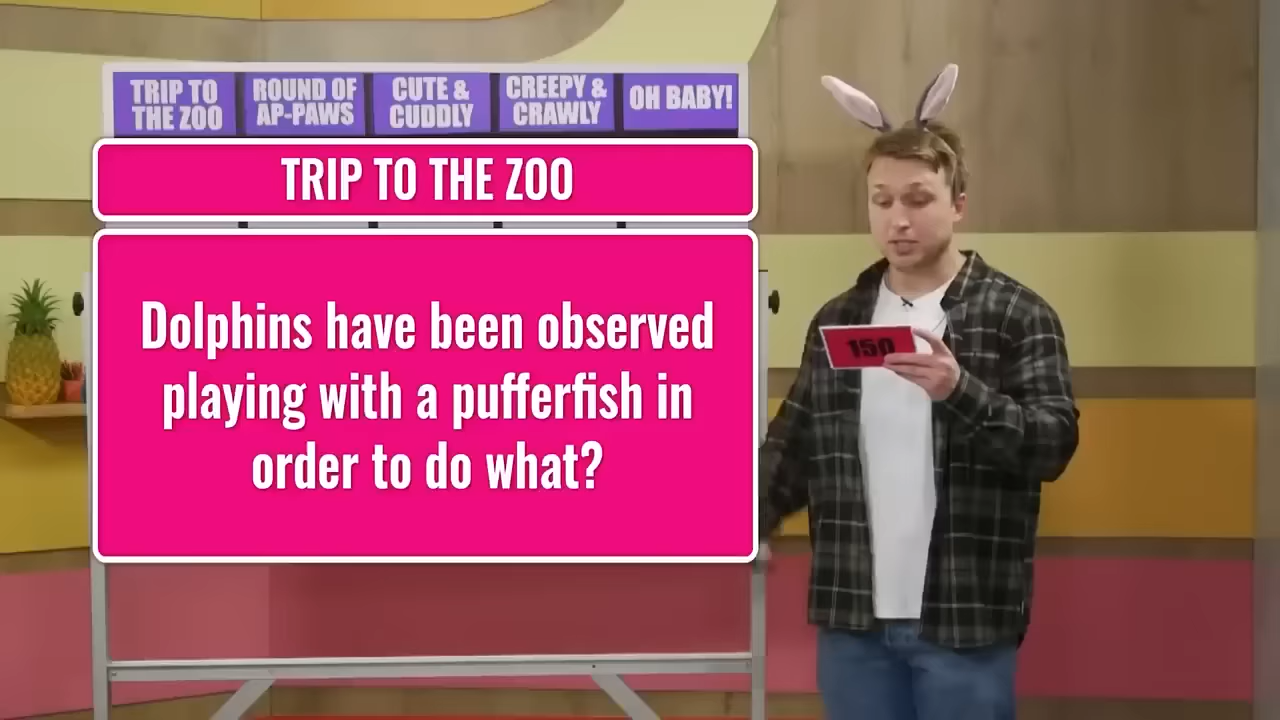 TRIP TO
THE ZOO
ROUND OF
AP-PAWS
CUTE &
CUDDLY
CREEPY &
CRAWLY
OH BABY!
TRIP TO THE ZOO
Dolphins have been observed
playing with a pufferfish in
order to do what?
150